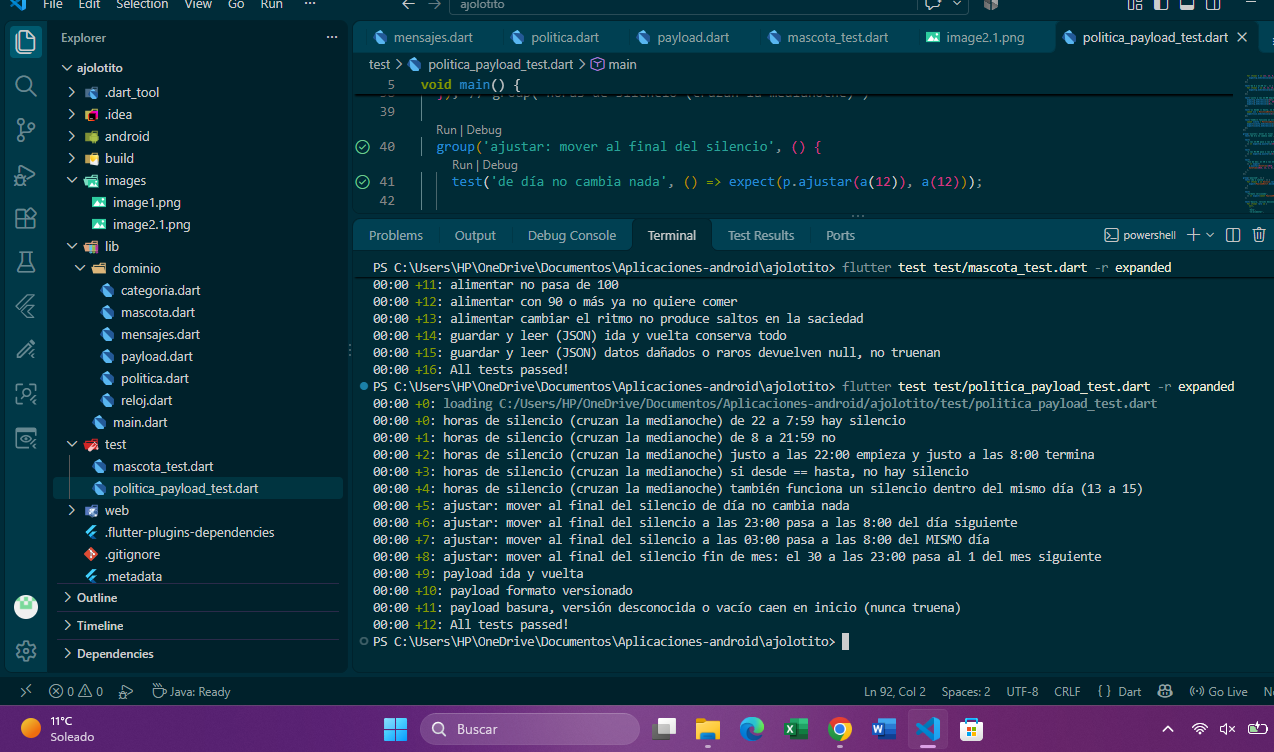 File Edit Selection View Go Run ···
ajolotito
Explorer ···
ajolotito
.dart_tool
.idea
android
build
images
image1.png
image2.1.png
lib
dominio
categoria.dart
mascota.dart
mensajes.dart
payload.dart
politica.dart
reloj.dart
main.dart
test
mascota_test.dart
politica_payload_test.dart
web
.flutter-plugins-dependencies
.gitignore
.metadata
Outline
Timeline
Dependencies
mensajes.dart politica.dart payload.dart mascota_test.dart image2.1.png politica_payload_test.dart
test > politica_payload_test.dart > main
5 void main() {
38 }); // group('horas de silencio (cruzan la medianoche)')
39
Run | Debug
40 group('ajustar: mover al final del silencio', () {
Run | Debug
41 test('de día no cambia nada', () => expect(p.ajustar(a(12)), a(12)));
42
Problems Output Debug Console Terminal Test Results Ports powershell
PS C:\Users\HP\OneDrive\Documentos\Aplicaciones-android\ajolotito> flutter test test/mascota_test.dart -r expanded
00:00 +11: alimentar no pasa de 100
00:00 +12: alimentar con 90 o más ya no quiere comer
00:00 +13: alimentar cambiar el ritmo no produce saltos en la saciedad
00:00 +14: guardar y leer (JSON) ida y vuelta conserva todo
00:00 +15: guardar y leer (JSON) datos dañados o raros devuelven null, no truenan
00:00 +16: All tests passed!
PS C:\Users\HP\OneDrive\Documentos\Aplicaciones-android\ajolotito> flutter test test/politica_payload_test.dart -r expanded
00:00 +0: loading C:/Users/HP/OneDrive/Documentos/Aplicaciones-android/ajolotito/test/politica_payload_test.dart
00:00 +0: horas de silencio (cruzan la medianoche) de 22 a 7:59 hay silencio
00:00 +1: horas de silencio (cruzan la medianoche) de 8 a 21:59 no
00:00 +2: horas de silencio (cruzan la medianoche) justo a las 22:00 empieza y justo a las 8:00 termina
00:00 +3: horas de silencio (cruzan la medianoche) si desde == hasta, no hay silencio
00:00 +4: horas de silencio (cruzan la medianoche) también funciona un silencio dentro del mismo día (13 a 15)
00:00 +5: ajustar: mover al final del silencio de día no cambia nada
00:00 +6: ajustar: mover al final del silencio a las 23:00 pasa a las 8:00 del día siguiente
00:00 +7: ajustar: mover al final del silencio a las 03:00 pasa a las 8:00 del MISMO día
00:00 +8: ajustar: mover al final del silencio fin de mes: el 30 a las 23:00 pasa al 1 del mes siguiente
00:00 +9: payload ida y vuelta
00:00 +10: payload formato versionado
00:00 +11: payload basura, versión desconocida o vacío caen en inicio (nunca truena)
00:00 +12: All tests passed!
PS C:\Users\HP\OneDrive\Documentos\Aplicaciones-android\ajolotito>
0 0 Java: Ready Ln 92, Col 2 Spaces: 2 UTF-8 CRLF { } Dart Go Live
11°C
Soleado
Buscar